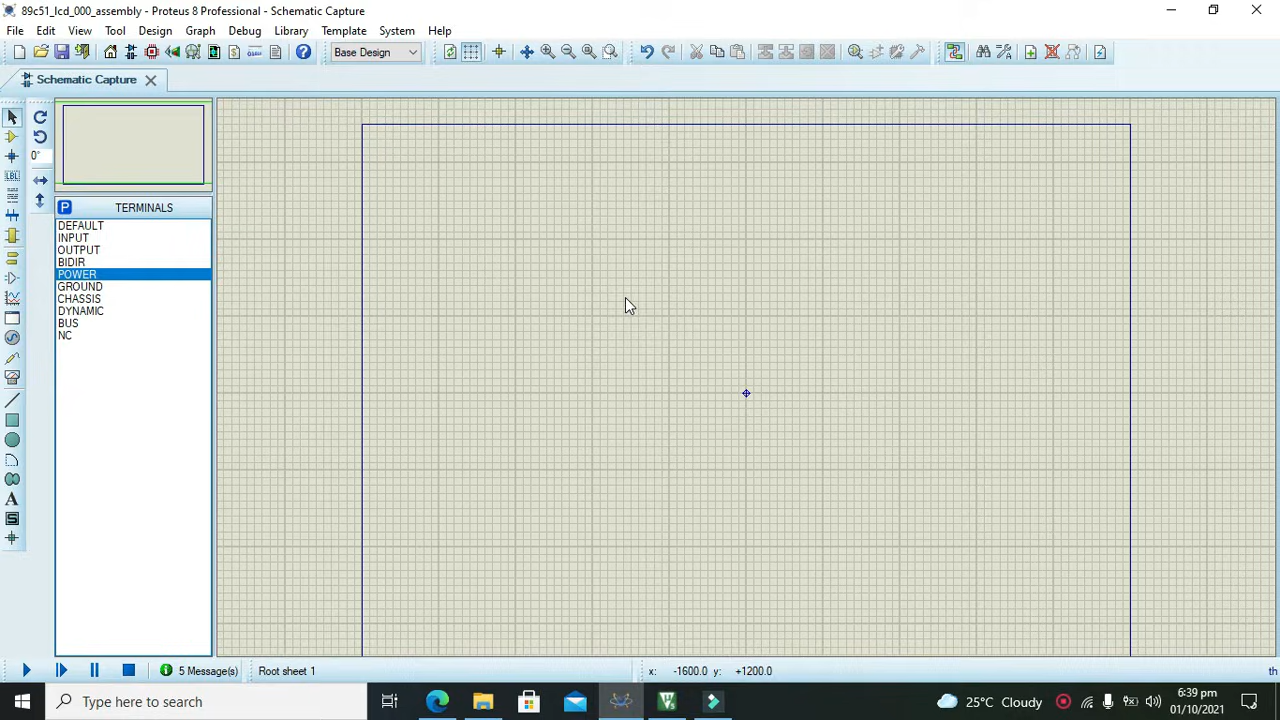 89c51_lcd_000_assembly - Proteus 8 Professional - Schematic Capture
File Edit View Tool Design Graph Debug Library Template System Help
Base Design
Schematic Capture
LBL
0°
P TERMINALS
DEFAULT
INPUT
OUTPUT
BIDIR
POWER
GROUND
CHASSIS
DYNAMIC
BUS
NC
A
S
5 Message(s) Root sheet 1 x: -1600.0 y: +1200.0 th
Type here to search
25°C Cloudy
6:39 pm
01/10/2021